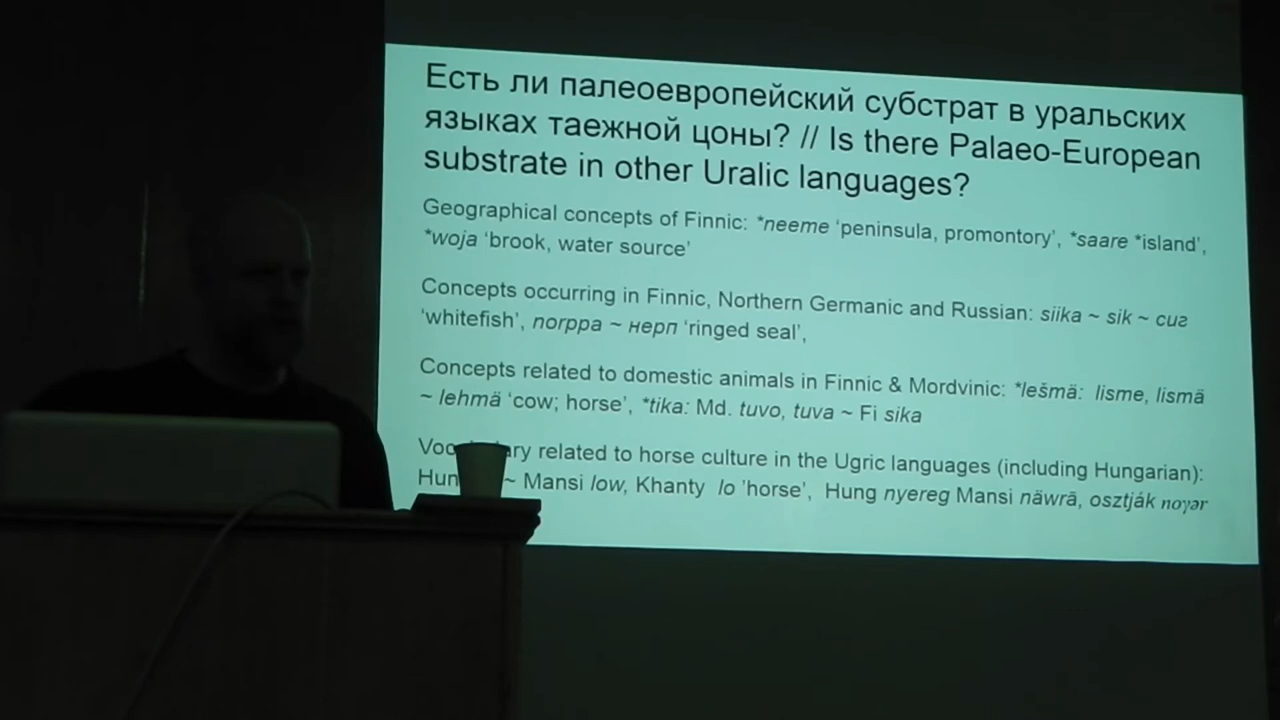 Есть ли палеоевропейский субстрат в уральских
языках таежной цоны? // Is there Palaeo-European
substrate in other Uralic languages?
Geographical concepts of Finnic: *neeme ‘peninsula, promontory’, *saare *island’,
*woja ‘brook, water source’
Concepts occurring in Finnic, Northern Germanic and Russian: siika ~ sik ~ сиг
‘whitefish’, norppa ~ нерп ‘ringed seal’,
Concepts related to domestic animals in Finnic & Mordvinic: *lešmä: lisme, lismä
~ lehmä ‘cow; horse’, *tika: Md. tuvo, tuva ~ Fi sika
related to horse culture in the Ugric languages (including Hungarian):
~ Mansi low, Khanty lo ’horse’, Hung nyereg Mansi näwrā, osztják noγər